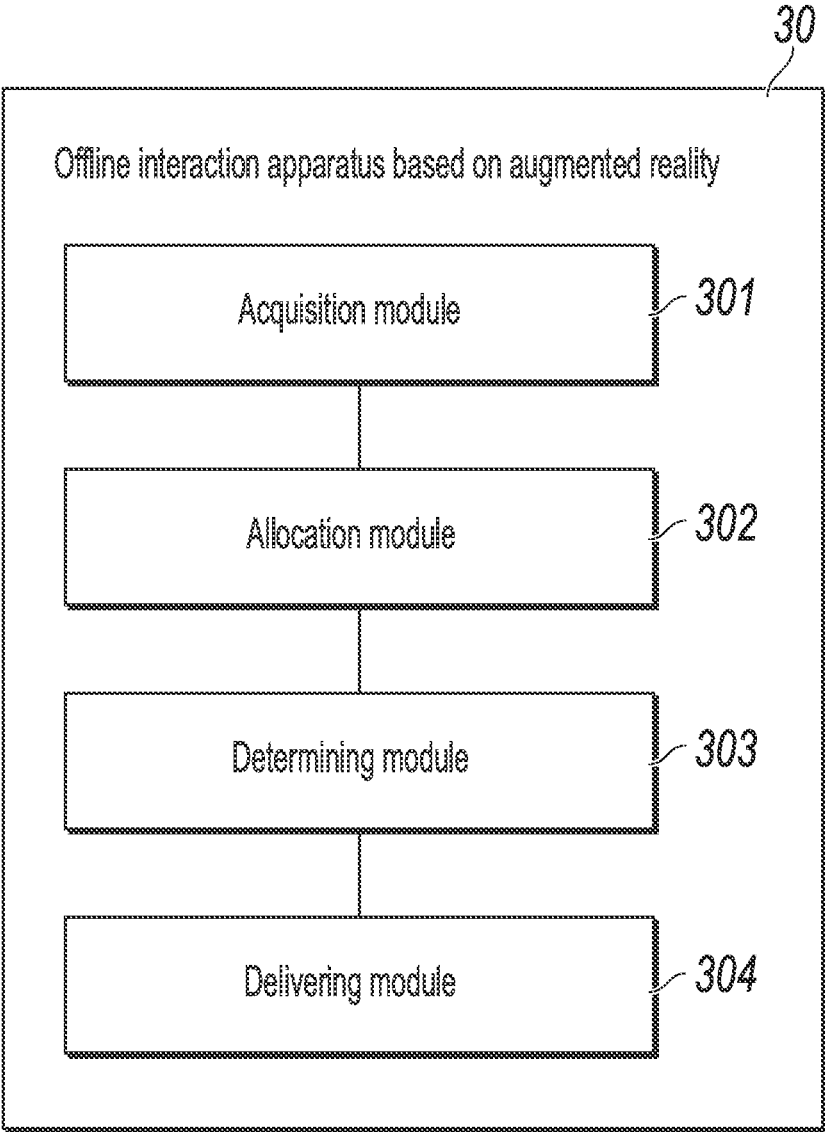 30
Offline interaction apparatus based on augmented reality
Acquisition module
301
Allocation module
302
Determining module
303
Delivering module
304